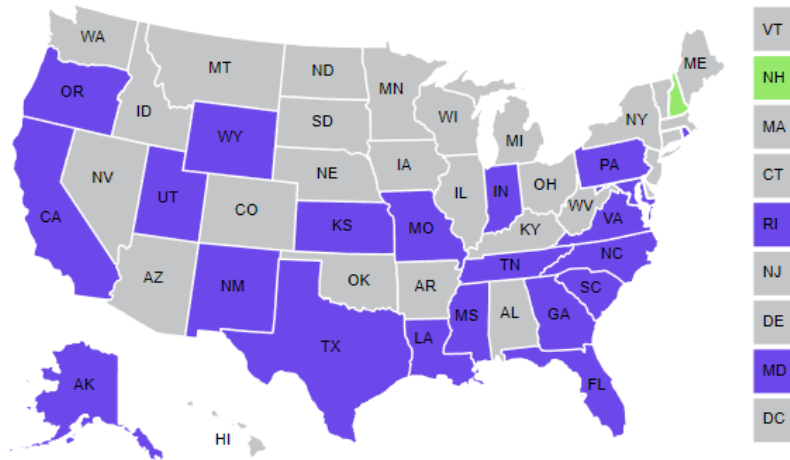 WA
MT
ND
MN
ME
VT
OR
ID
SD
WI
MI
NY
NH
WY
NE
IA
PA
MA
NV
UT
CO
IL
IN
OH
WV
VA
CT
CA
KS
MO
KY
NC
RI
AZ
NM
OK
AR
TN
SC
NJ
TX
LA
MS
AL
GA
DE
AK
FL
MD
HI
DC